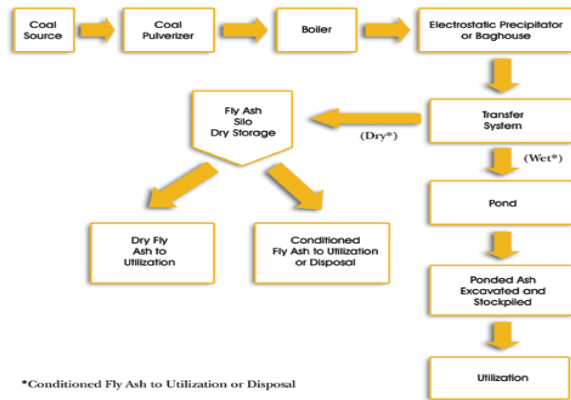 Coal
Source
Coal
Pulverizer
Boiler
Electrostatic Precipitator
or Baghouse
Fly Ash
Silo
Dry Storage
(Dry*)
Transfer
System
(Wet*)
Pond
Dry Fly
Ash to
Utilization
Conditioned
Fly Ash to Utilization
or Disposal
Ponded Ash
Excavated and
Stockpiled
Utilization
*Conditioned Fly Ash to Utilization or Disposal